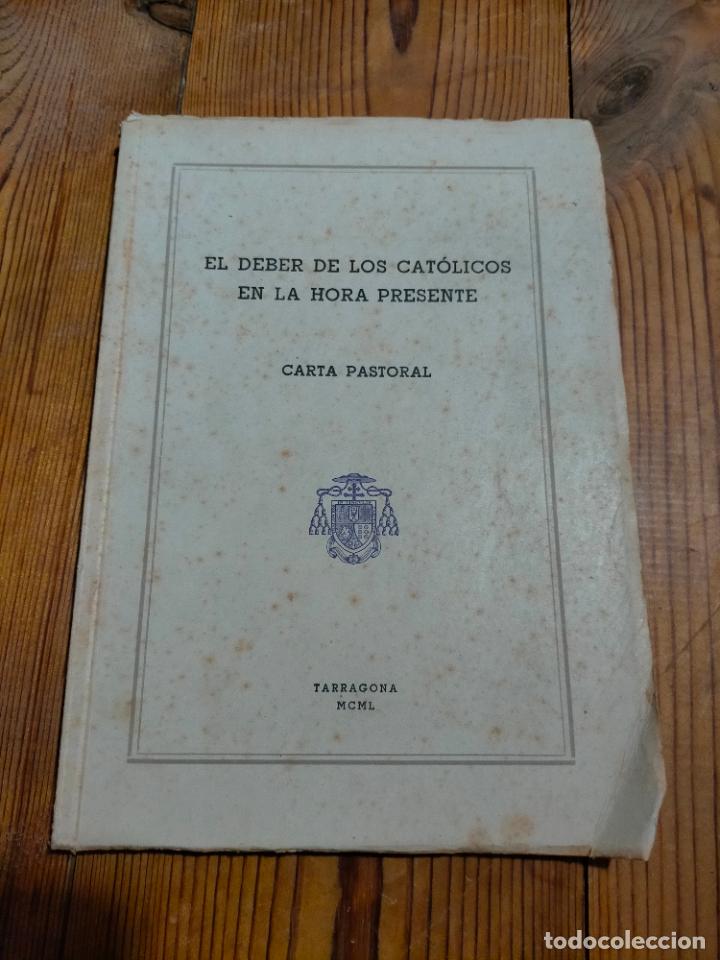 EL DEBER DE LOS CATÓLICOS
EN LA HORA PRESENTE
CARTA PASTORAL
TARRAGONA
MCML
todocoleccion